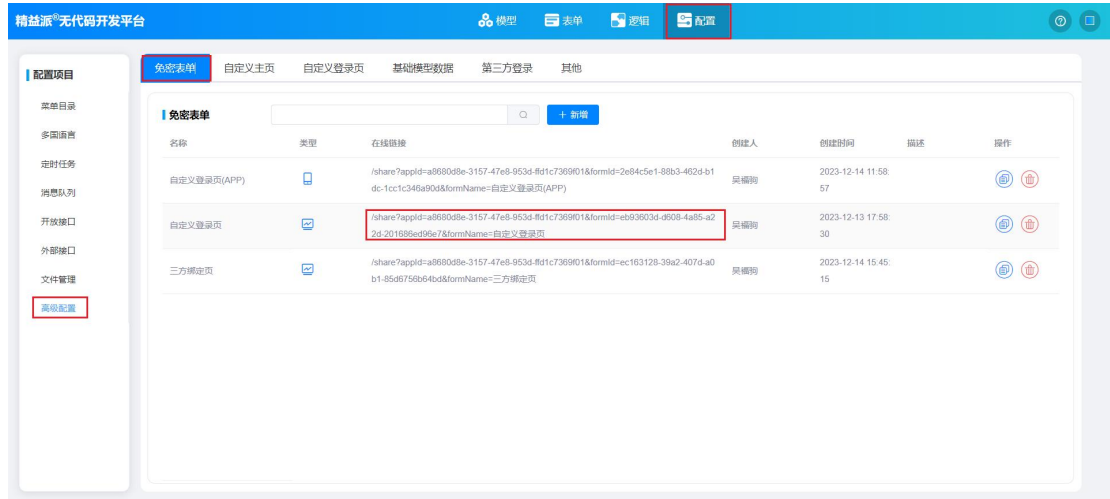 精益派®无代码开发平台
模型
表单
逻辑
配置
配置项目
菜单目录
多国语言
定时任务
消息队列
开放接口
外部接口
文件管理
高级配置
免密表单
自定义主页
自定义登录页
基础模型数据
第三方登录
其他
免密表单
+ 新增
名称
类型
在线链接
创建人
创建时间
描述
操作
自定义登录页(APP)
/share?appId=a8680d8e-3157-47e8-953d-ffd1c7369f01&formId=2e84c5e1-88b3-462d-b1
dc-1cc1c346a90d&formName=自定义登录页(APP)
吴福驹
2023-12-14 11:58:
57
自定义登录页
/share?appId=a8680d8e-3157-47e8-953d-ffd1c7369f01&formId=eb93603d-d608-4a85-a2
2d-201686ed96e7&formName=自定义登录页
吴福驹
2023-12-13 17:58:
30
三方绑定页
/share?appId=a8680d8e-3157-47e8-953d-ffd1c7369f01&formId=ec163128-39a2-407d-a0
b1-85d6756b64bd&formName=三方绑定页
吴福驹
2023-12-14 15:45:
15